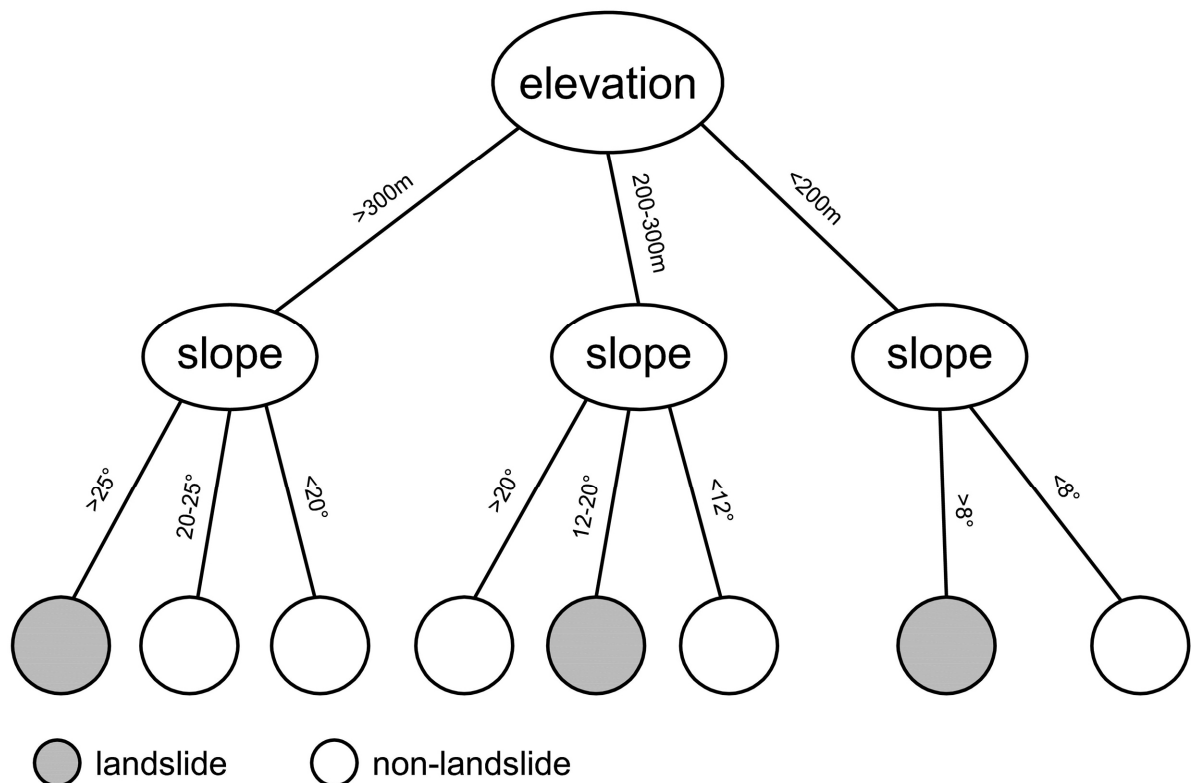 elevation
>300m
200-300m
<200m
slope
slope
slope
>25°
20-25°
<20°
>20°
12-20°
<12°
>8°
<8°
landslide
non-landslide